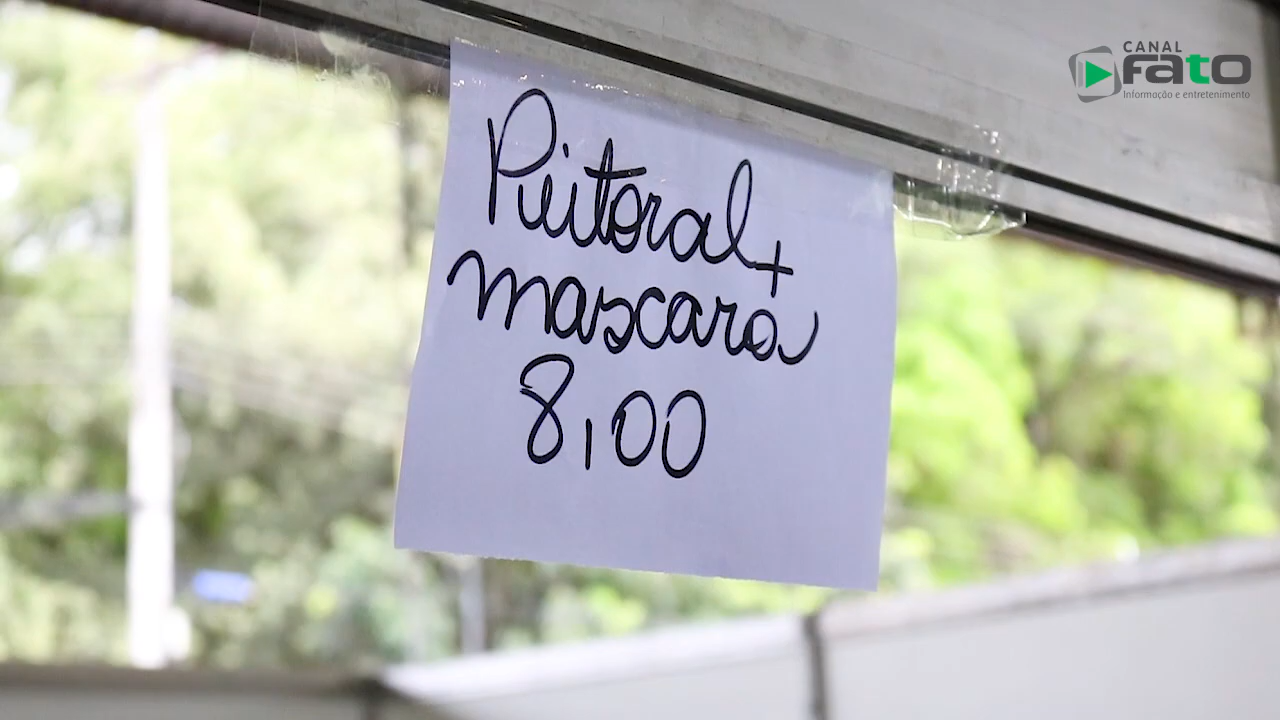 CANAL
fato
Informação e entretenimento
Peitoral +
mascara
8,00